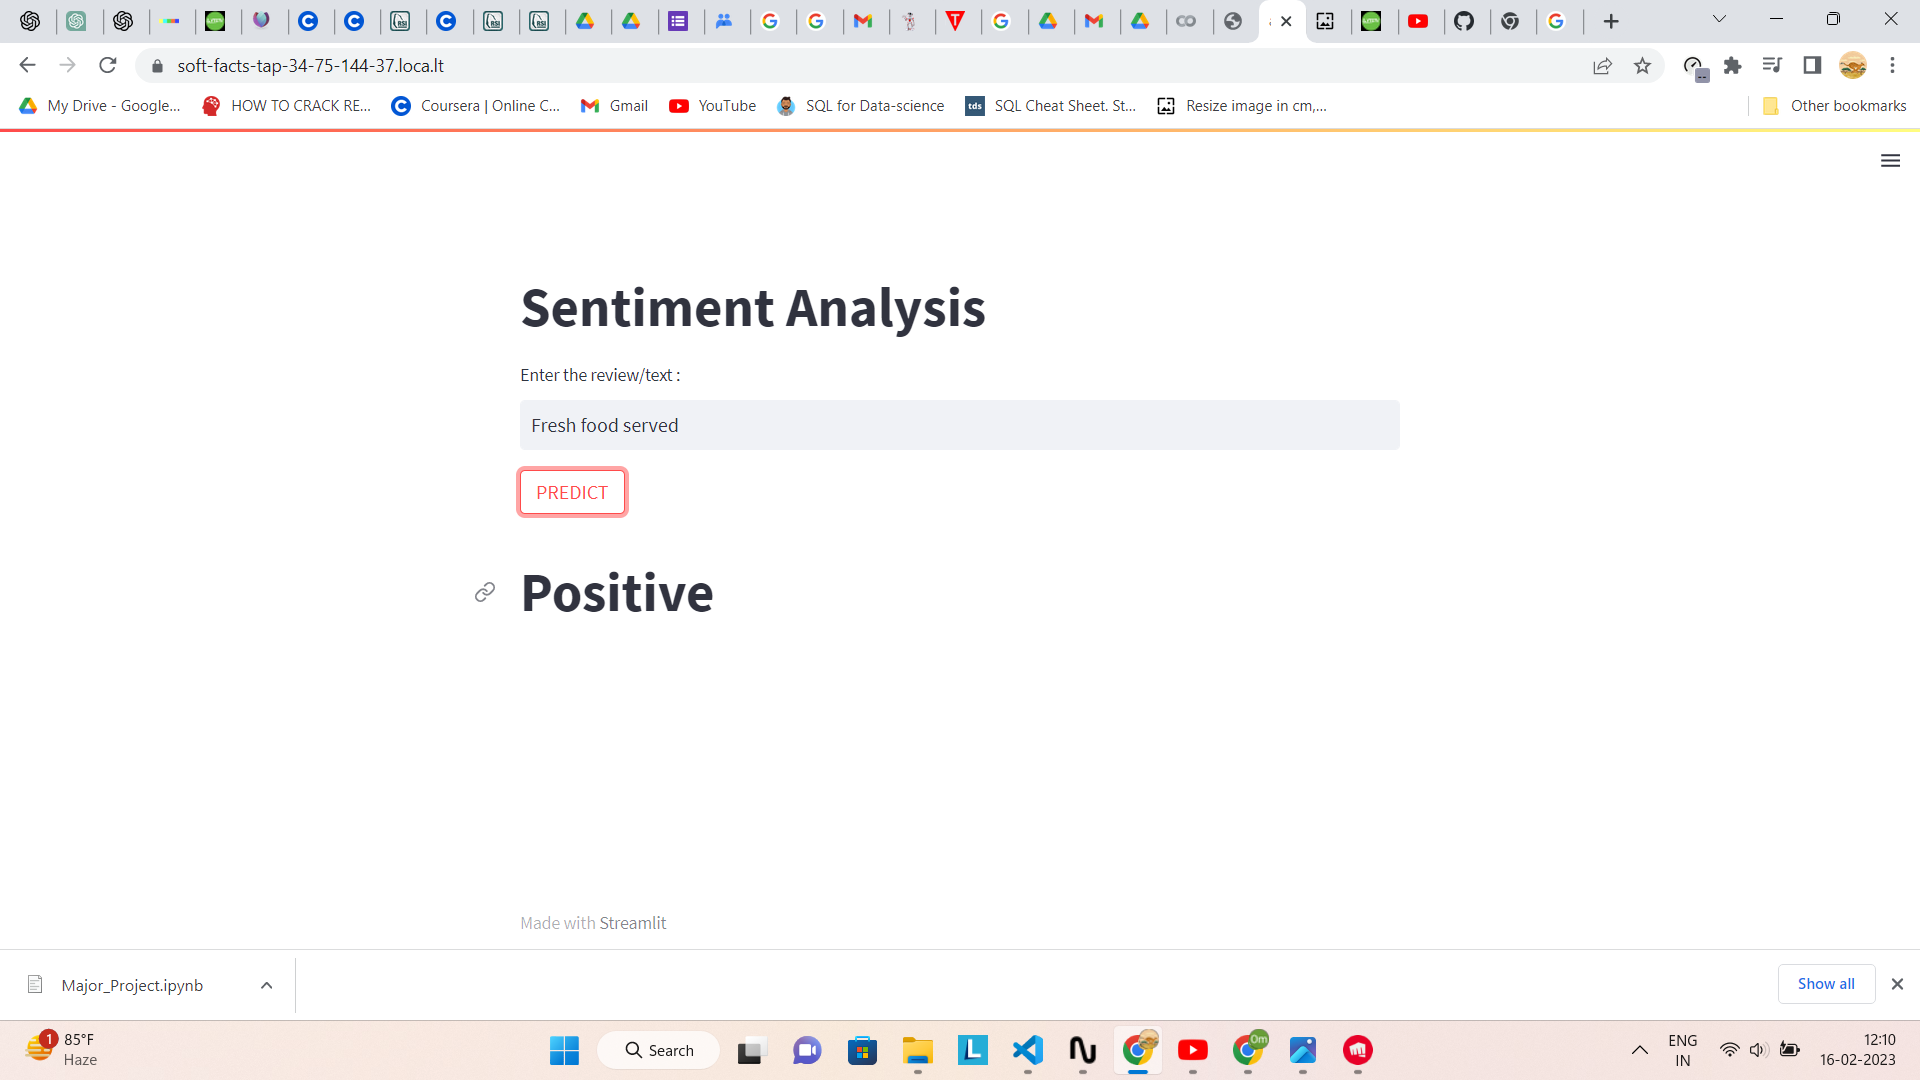 soft-facts-tap-34-75-144-37.loca.lt
My Drive - Google...
HOW TO CRACK RE...
Coursera | Online C...
Gmail
YouTube
SQL for Data-science
tds
SQL Cheat Sheet. St...
Resize image in cm,...
Other bookmarks
Sentiment Analysis
Enter the review/text :
Fresh food served
PREDICT
Positive
Made with Streamlit
Major_Project.ipynb
Show all
1
85°F
Haze
Search
Om
ENG
IN
12:10
16-02-2023